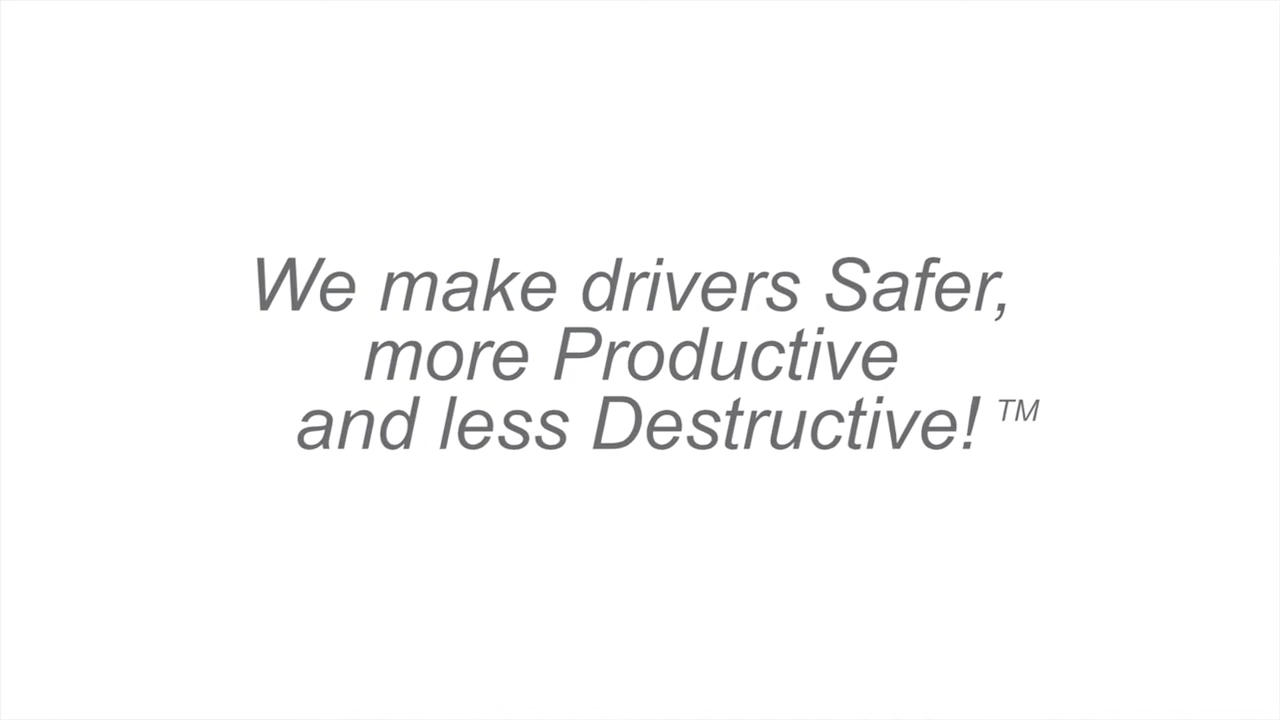 We make drivers Safer,
more Productive
and less Destructive! ™